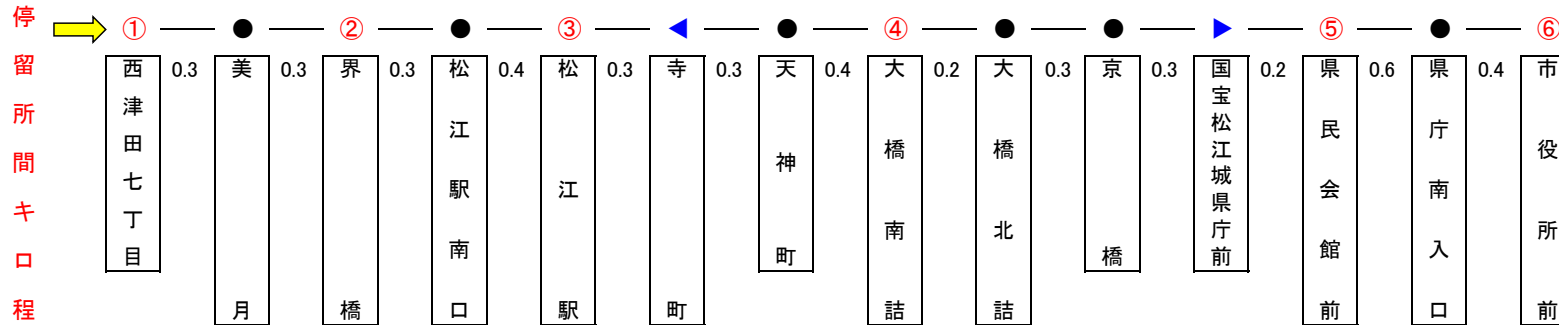 停留所間キロ程
① ② ③ ④ ⑤ ⑥
西津田七丁目 0.3 美月 0.3 界橋 0.3 松江駅南口 0.4 松江駅 0.3 寺町 0.3 天神町 0.4 大橋南詰 0.2 大橋北詰 0.3 京橋 0.3 国宝松江城県庁前 0.2 県民会館前 0.6 県庁南入口 0.4 市役所前